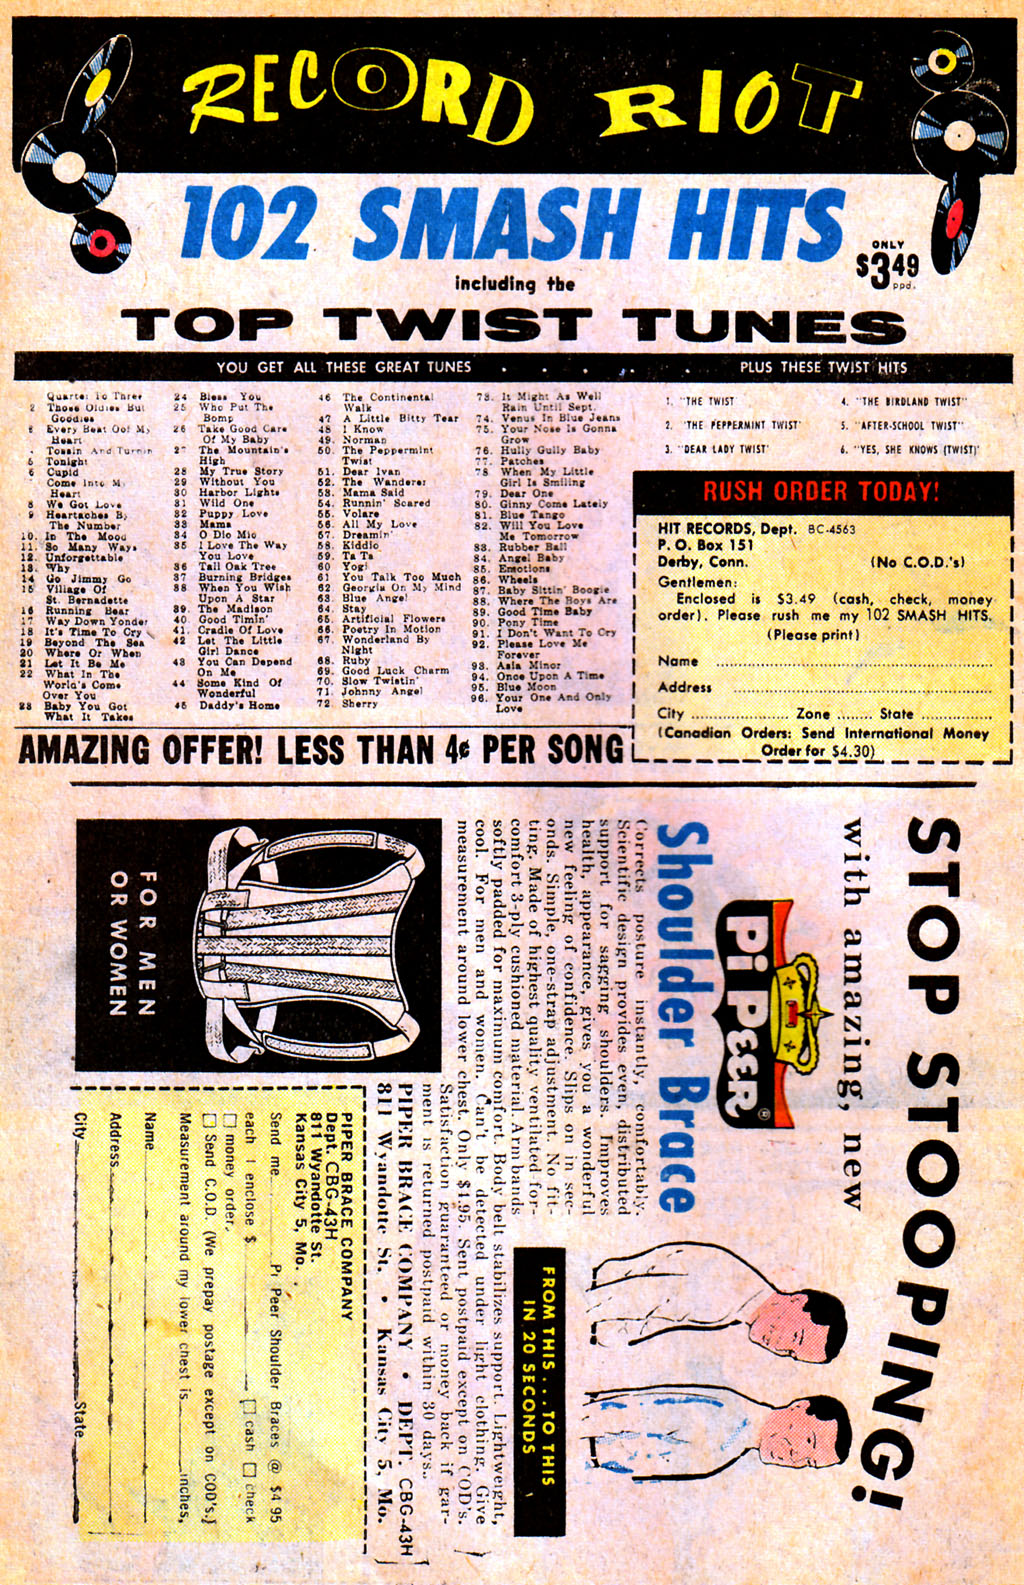 RECORD RIOT
102 SMASH HITS
ONLY
$3.49
ppd.
including the
TOP TWIST TUNES
YOU GET ALL THESE GREAT TUNES . . . . . PLUS THESE TWIST HITS
Quarter To Three
2 Those Oldies But
Goodies
Every Beat Oof My
Heart
Tossin And Turnin
5 Tonight
6 Cupid
Come Into My
Heart
8 We Got Love
9 Heartaches By
The Number
10. In The Mood
11. So Many Ways
12. Unforgettable
13. Why
14 Go Jimmy Go
15 Village Of
St. Bernadette
16 Running Bear
17 Way Down Yonder
18 It's Time To Cry
19 Beyond The Sea
20 Where Or When
21 Let It Be Me
22 What In The
World's Come
Over You
23 Baby You Got
What It Takes
24 Bless You
25 Who Put The
Bomp
26 Take Good Care
Of My Baby
27 The Mountain's
High
28 My True Story
29 Without You
30 Harbor Lights
31 Wild One
32 Puppy Love
33 Mama
34 O Dio Mio
35 I Love The Way
You Love
36 Tall Oak Tree
37 Burning Bridges
38 When You Wish
Upon A Star
39. The Madison
40. Good Timin'
41. Cradle Of Love
42 Let The Little
Girl Dance
43 You Can Depend
On Me
44 Some Kind Of
Wonderful
45 Daddy's Home
46 The Continental
Walk
47 A Little Bitty Tear
48 I Know
49. Norman
50. The Peppermint
Twist
51. Dear Ivan
52. The Wanderer
53. Mama Said
54. Runnin' Scared
55. Volare
56. All My Love
57. Dreamin'
58. Kiddio
59. Ta Ta
60 Yogi
61 You Talk Too Much
62 Georgia On My Mind
63. Blue Angel
64. Stay
65. Artificial Flowers
66. Poetry In Motion
67. Wonderland By
Night
68. Ruby
69. Good Luck Charm
70. Slow Twistin'
71. Johnny Angel
72. Sherry
73. It Might As Well
Rain Until Sept.
74. Venus In Blue Jeans
75. Your Nose Is Gonna
Grow
76. Hully Gully Baby
77. Patches
78 When My Little
Girl Is Smiling
79. Dear One
80. Ginny Come Lately
81. Blue Tango
82. Will You Love
Me Tomorrow
83. Rubber Ball
84. Angel Baby
85. Emotions
86. Wheels
87. Baby Sittin' Boogie
88. Where The Boys Are
89. Good Time Baby
90. Pony Time
91. I Don't Want To Cry
92. Please Love Me
Forever
93. Asia Minor
94. Once Upon A Time
95. Blue Moon
96. Your One And Only
Love
1. "THE TWIST
2. 'THE PEPPERMINT TWIST'
3. "DEAR LADY TWIST'
4. "THE BIRDLAND TWIST"
5. "AFTER-SCHOOL TWIST"
6. "YES, SHE KNOWS (TWIST)'
AMAZING OFFER! LESS THAN 4¢ PER SONG
RUSH ORDER TODAY!
HIT RECORDS, Dept. BC-4563
P. O. Box 151
Derby, Conn. (No C.O.D.'s)
Gentlemen:
Enclosed is $3.49 (cash, check, money
order). Please rush me my 102 SMASH HITS.
(Please print)
Name
Address
City Zone State
(Canadian Orders: Send International Money
Order for $4.30)
STOP STOOPING!
with amazing, new
Pi PEER®
Shoulder Brace
Corrects posture instantly, comfortably.
Scientific design provides even, distributed
support for sagging shoulders. Improves
health, appearance, gives you a wonderful
new feeling of confidence. Slips on in sec-
onds. Simple, one-strap adjustment. No fit-
ting. Made of highest quality ventilated for-
comfort 3-ply cushioned material. Arm bands
softly padded for maximum comfort. Body belt stabilizes support. Lightweight,
cool. For men and women. Can't be detected under light clothing. Give
measurement around lower chest. Only $4.95. Sent postpaid except on COD's.
Satisfaction guaranteed or money back if gar-
ment is returned postpaid within 30 days..
PIPER BRACE COMPANY • DEPT. CBG-43H
811 Wyandotte St. • Kansas City 5, Mo.
FROM THIS . . . TO THIS
IN 20 SECONDS
FOR MEN
OR WOMEN
PIPER BRACE COMPANY
Dept. CBG-43H
811 Wyandotte St.
Kansas City 5, Mo.
Send me Pi Peer Shoulder Braces @ $4.95
each I enclose $ cash check
money order.
Send C.O.D. (We prepay postage except on COD's.)
Measurement around my lower chest is inches,
Name
Address
City State